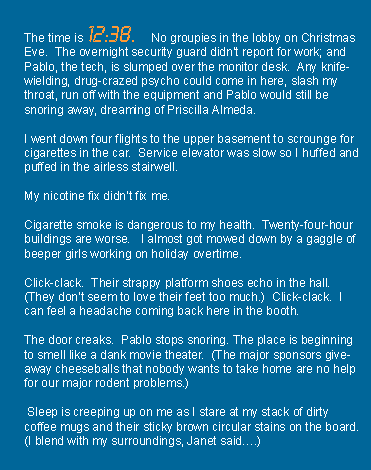 The time is 12:38. No groupies in the lobby on Christmas
Eve. The overnight security guard didn't report for work; and
Pablo, the tech, is slumped over the monitor desk. Any knife-
wielding, drug-crazed psycho could come in here, slash my
throat, run off with the equipment and Pablo would still be
snoring away, dreaming of Priscilla Almeda.
I went down four flights to the upper basement to scrounge for
cigarettes in the car. Service elevator was slow so I huffed and
puffed in the airless stairwell.
My nicotine fix didn't fix me.
Cigarette smoke is dangerous to my health. Twenty-four-hour
buildings are worse. I almost got mowed down by a gaggle of
beeper girls working on holiday overtime.
Click-clack. Their strappy platform shoes echo in the hall.
(They don't seem to love their feet too much.) Click-clack. I
can feel a headache coming back here in the booth.
The door creaks. Pablo stops snoring. The place is beginning
to smell like a dank movie theater. (The major sponsors give-
away cheeseballs that nobody wants to take home are no help
for our major rodent problems.)
Sleep is creeping up on me as I stare at my stack of dirty
coffee mugs and their sticky brown circular stains on the board.
(I blend with my surroundings, Janet said....)